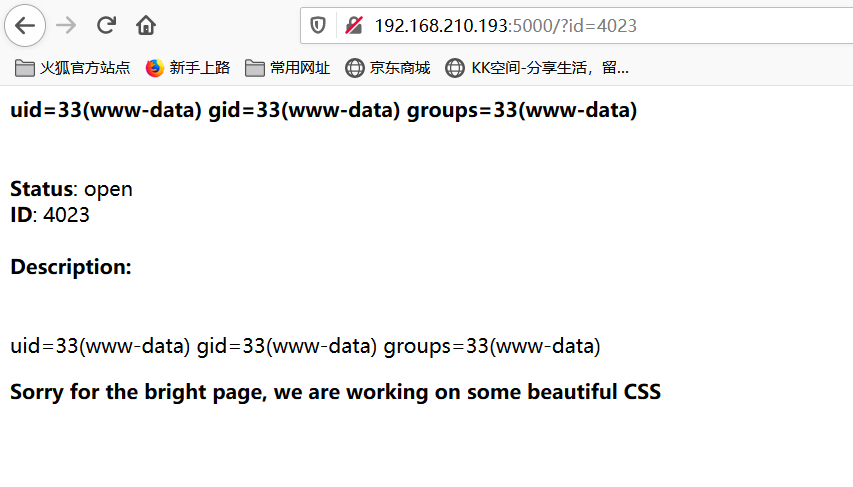 192.168.210.193:5000/?id=4023
火狐官方站点 新手上路 常用网址 京东商城 KK空间-分享生活，留...
uid=33(www-data) gid=33(www-data) groups=33(www-data)
Status: open
ID: 4023
Description:
uid=33(www-data) gid=33(www-data) groups=33(www-data)
Sorry for the bright page, we are working on some beautiful CSS